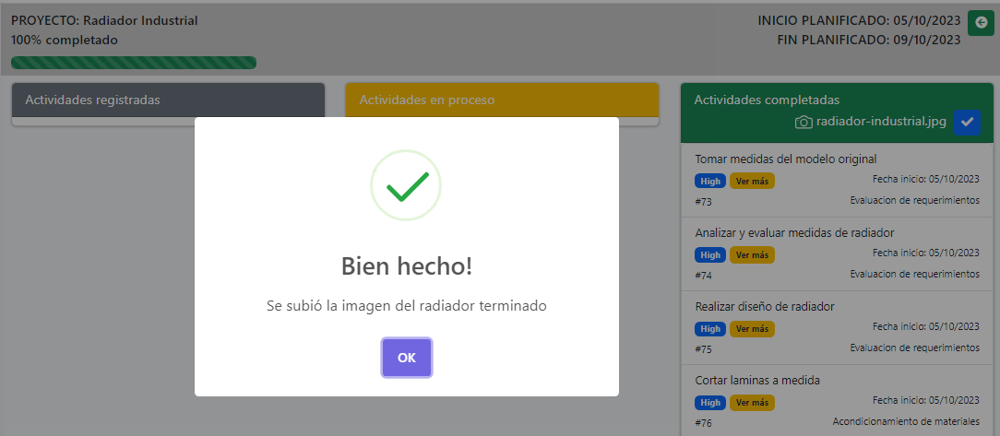 PROYECTO: Radiador Industrial
100% completado
INICIO PLANIFICADO: 05/10/2023
FIN PLANIFICADO: 09/10/2023
Actividades registradas
Actividades en proceso
Actividades completadas
radiador-industrial.jpg
Tomar medidas del modelo original
High Ver más Fecha inicio: 05/10/2023
#73 Evaluacion de requerimientos
Analizar y evaluar medidas de radiador
High Ver más Fecha inicio: 05/10/2023
#74 Evaluacion de requerimientos
Realizar diseño de radiador
High Ver más Fecha inicio: 05/10/2023
#75 Evaluacion de requerimientos
Cortar laminas a medida
High Ver más Fecha inicio: 05/10/2023
#76 Acondicionamiento de materiales
Bien hecho!
Se subió la imagen del radiador terminado
OK